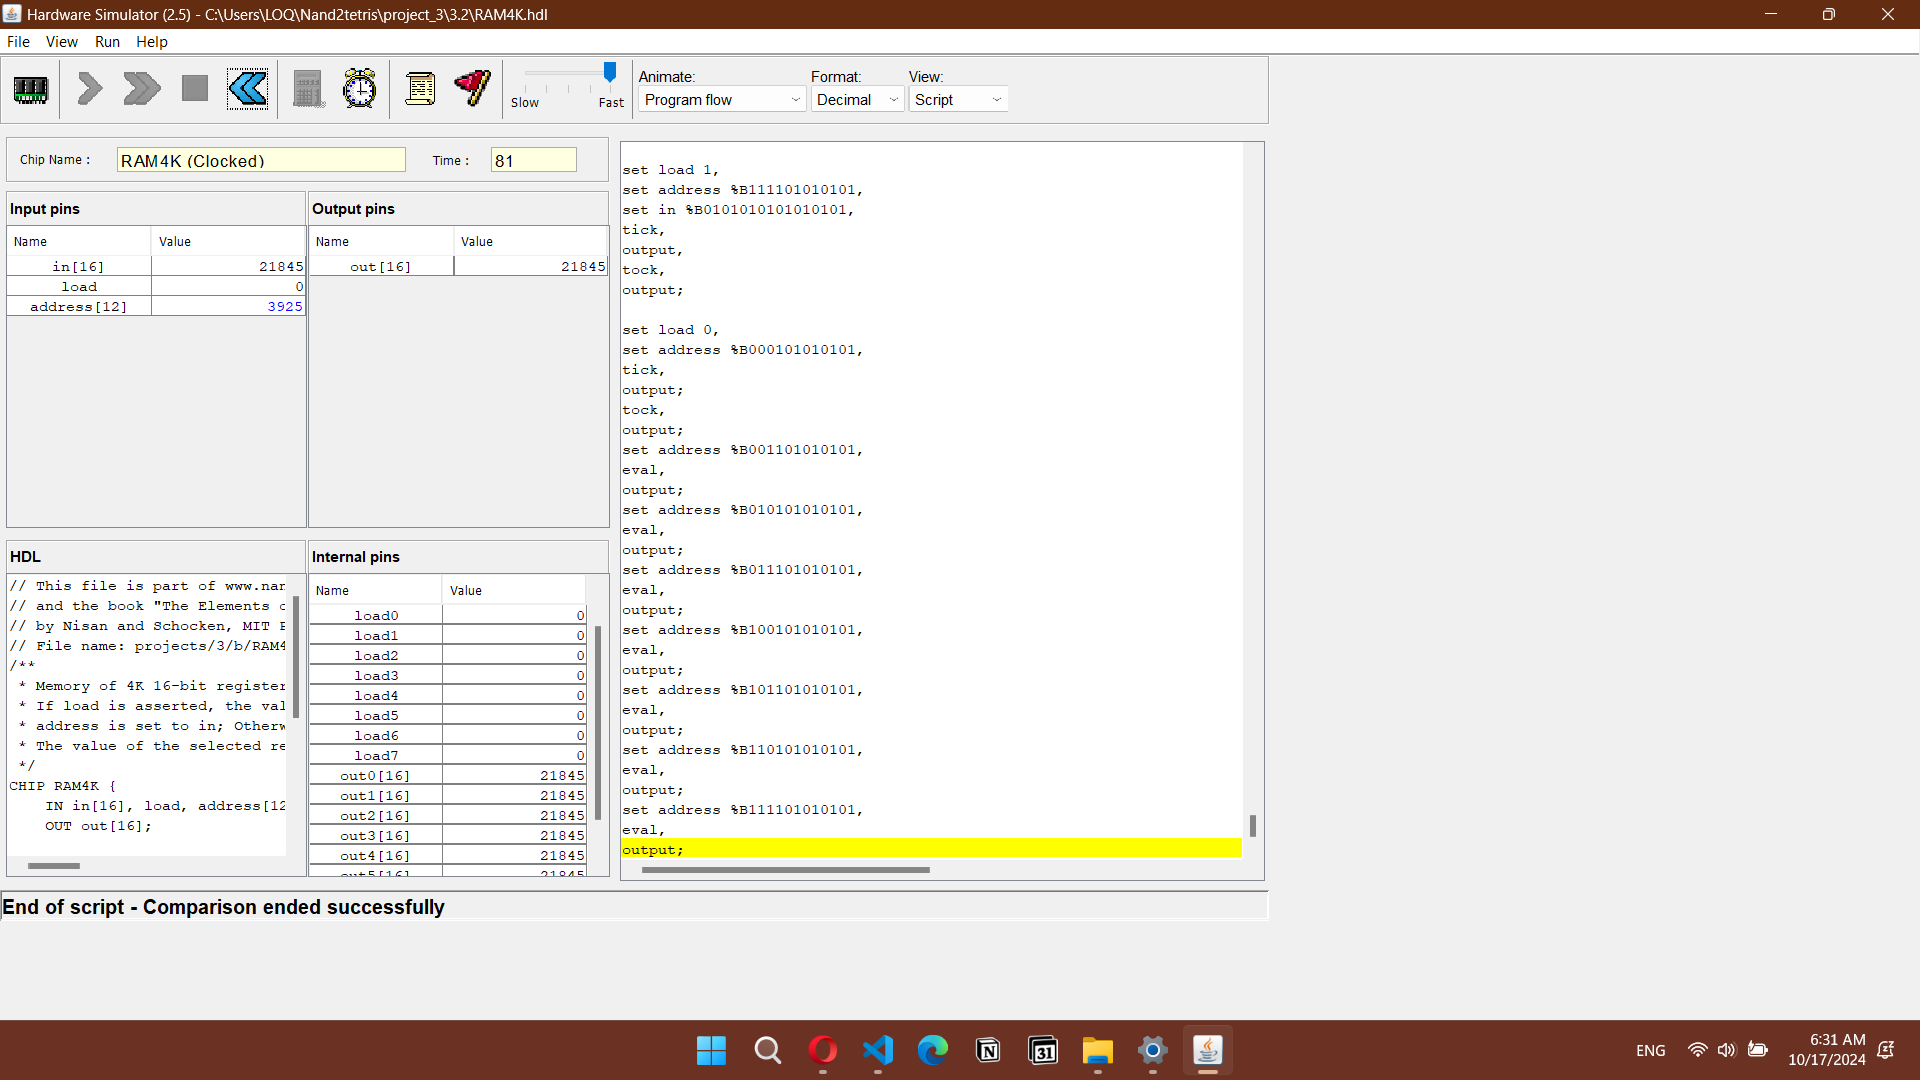 Hardware Simulator (2.5) - C:\Users\LOQ\Nand2tetris\project_3\3.2\RAM4K.hdl
File View Run Help
Slow Fast
Animate: Format: View:
Program flow Decimal Script
Chip Name : RAM4K (Clocked) Time : 81
Input pins
Name Value
in[16] 21845
load 0
address[12] 3925
Output pins
Name Value
out[16] 21845
HDL
// This file is part of www.nan
// and the book "The Elements o
// by Nisan and Schocken, MIT P
// File name: projects/3/b/RAM4
/**
* Memory of 4K 16-bit register
* If load is asserted, the val
* address is set to in; Otherw
* The value of the selected re
*/
CHIP RAM4K {
IN in[16], load, address[12
OUT out[16];
Internal pins
Name Value
load0 0
load1 0
load2 0
load3 0
load4 0
load5 0
load6 0
load7 0
out0[16] 21845
out1[16] 21845
out2[16] 21845
out3[16] 21845
out4[16] 21845
out5[16] 21845
set load 1,
set address %B111101010101,
set in %B0101010101010101,
tick,
output,
tock,
output;
set load 0,
set address %B000101010101,
tick,
output;
tock,
output;
set address %B001101010101,
eval,
output;
set address %B010101010101,
eval,
output;
set address %B011101010101,
eval,
output;
set address %B100101010101,
eval,
output;
set address %B101101010101,
eval,
output;
set address %B110101010101,
eval,
output;
set address %B111101010101,
eval,
output;
End of script - Comparison ended successfully
31
ENG
6:31 AM
10/17/2024